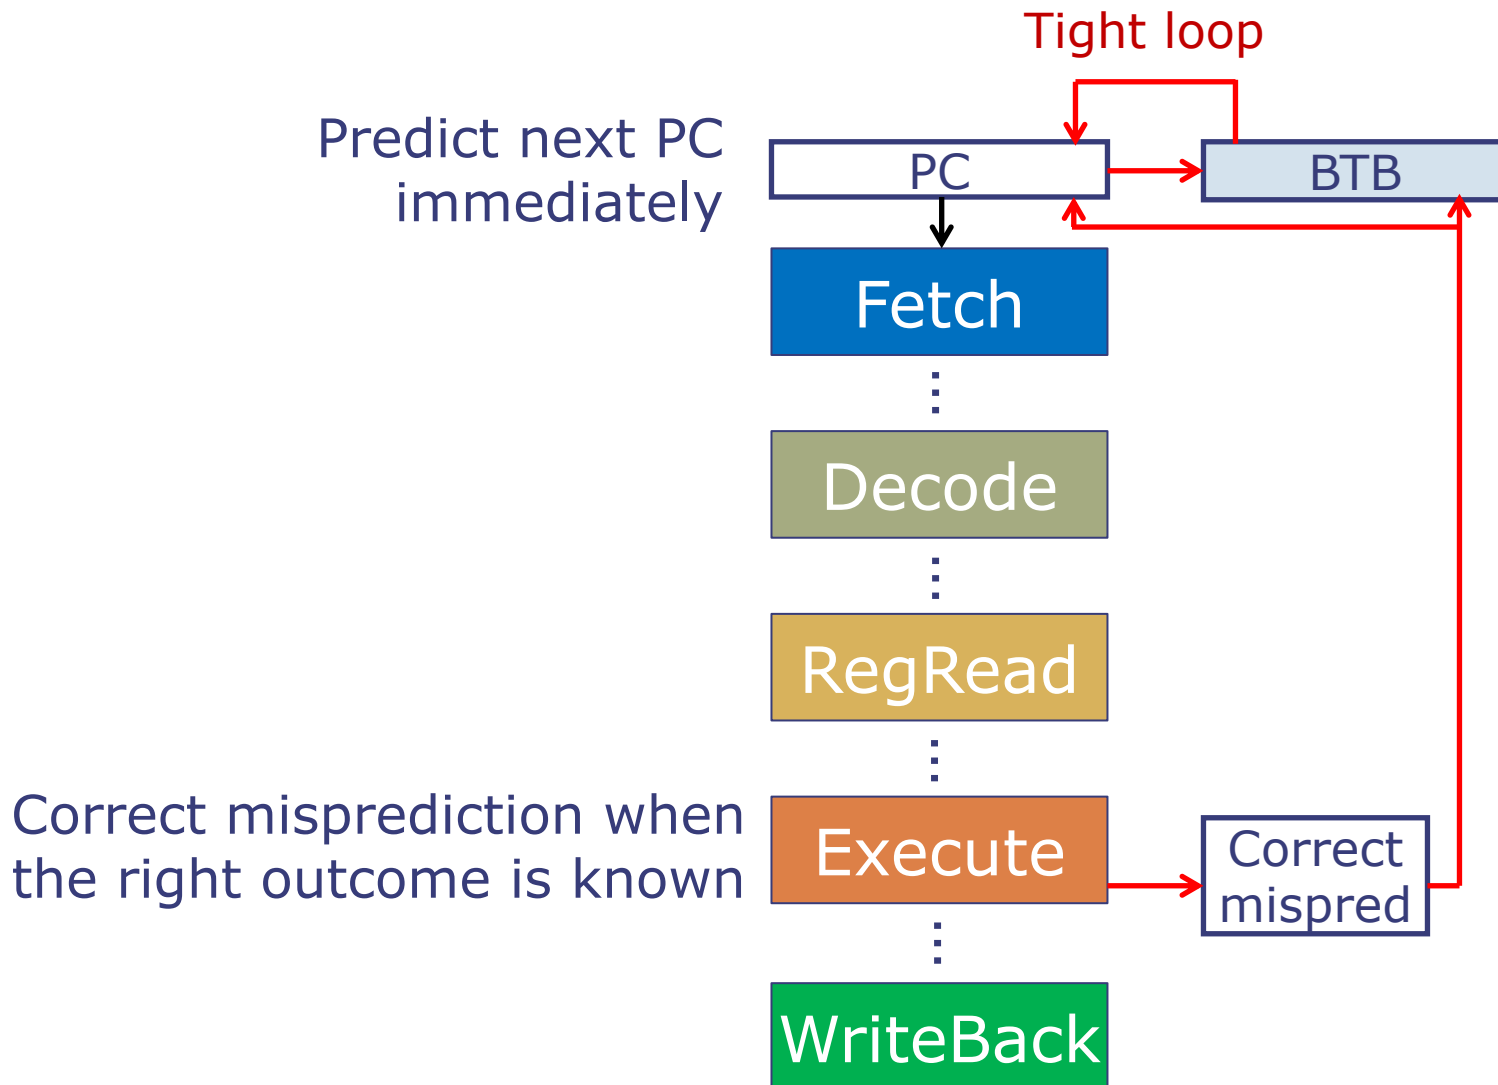 Tight loop
Predict next PC
immediately
PC
BTB
Fetch
Decode
RegRead
Correct misprediction when
the right outcome is known
Execute
Correct
mispred
WriteBack